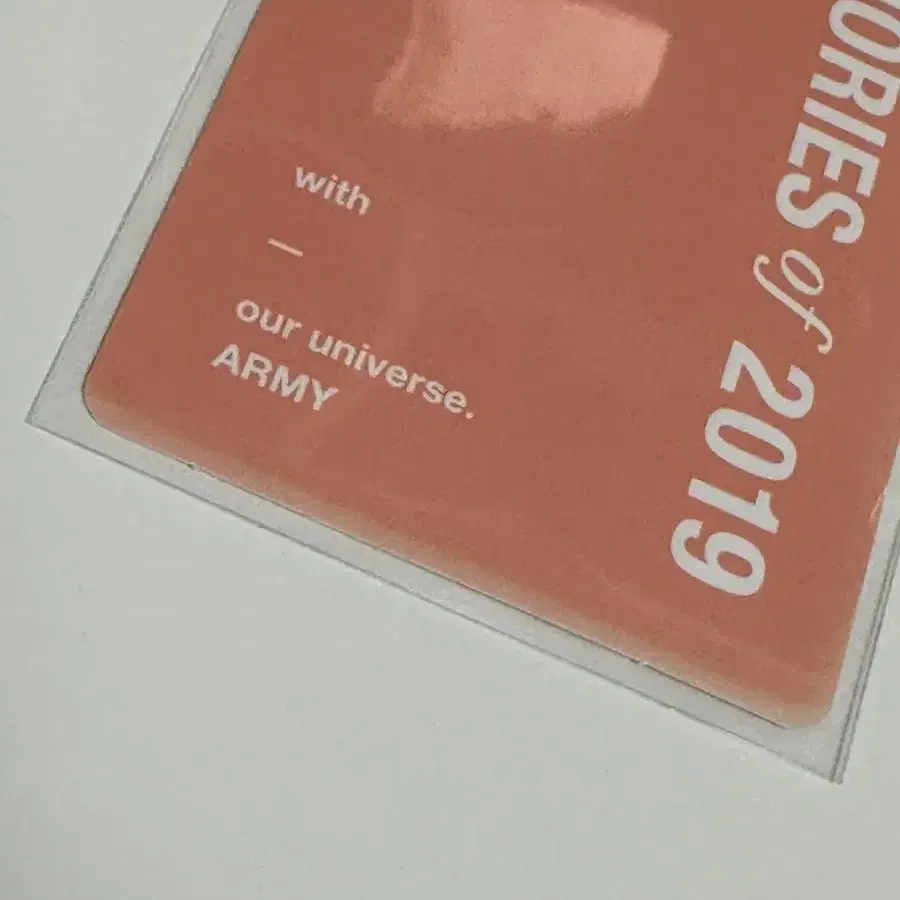 with
—
our universe.
ARMY
ORIES of 2019